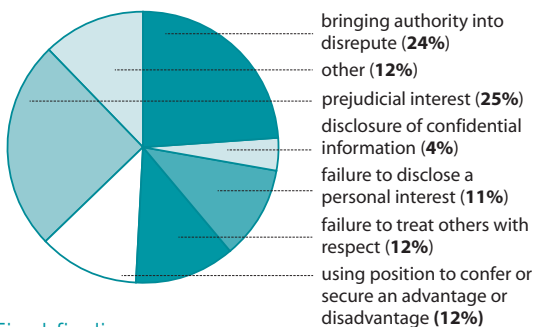 bringing authority into
disrepute (24%)
other (12%)
prejudicial interest (25%)
disclosure of confidential
information (4%)
failure to disclose a
personal interest (11%)
failure to treat others with
respect (12%)
using position to confer or
secure an advantage or
disadvantage (12%)